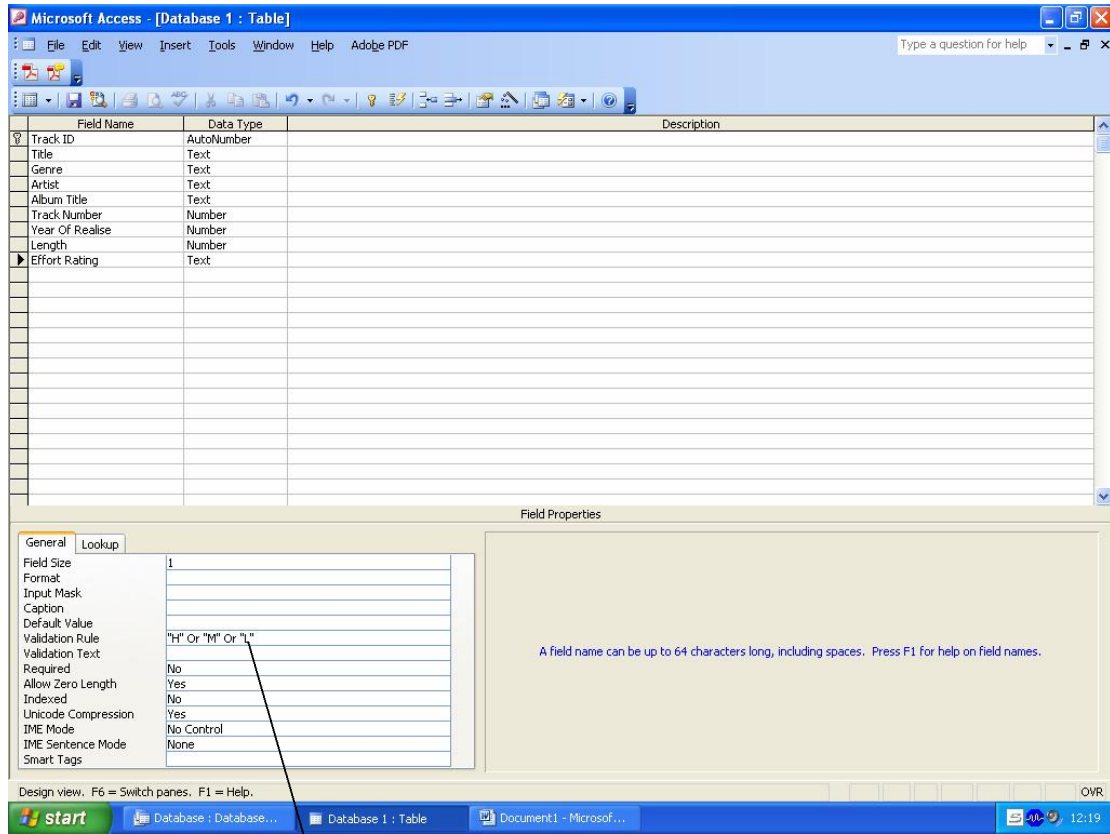 Microsoft Access - [Database 1 : Table]
File Edit View Insert Tools Window Help Adobe PDF Type a question for help
Field Name Data Type Description
Track ID AutoNumber
Title Text
Genre Text
Artist Text
Album Title Text
Track Number Number
Year Of Realise Number
Length Number
Effort Rating Text
Field Properties
General Lookup
Field Size 1
Format
Input Mask
Caption
Default Value
Validation Rule "H" Or "M" Or "L"
Validation Text
Required No
Allow Zero Length Yes
Indexed No
Unicode Compression Yes
IME Mode No Control
IME Sentence Mode None
Smart Tags
A field name can be up to 64 characters long, including spaces. Press F1 for help on field names.
Design view. F6 = Switch panes. F1 = Help. OVR
start Database : Database... Database 1 : Table Document1 - Microsof... 12:19